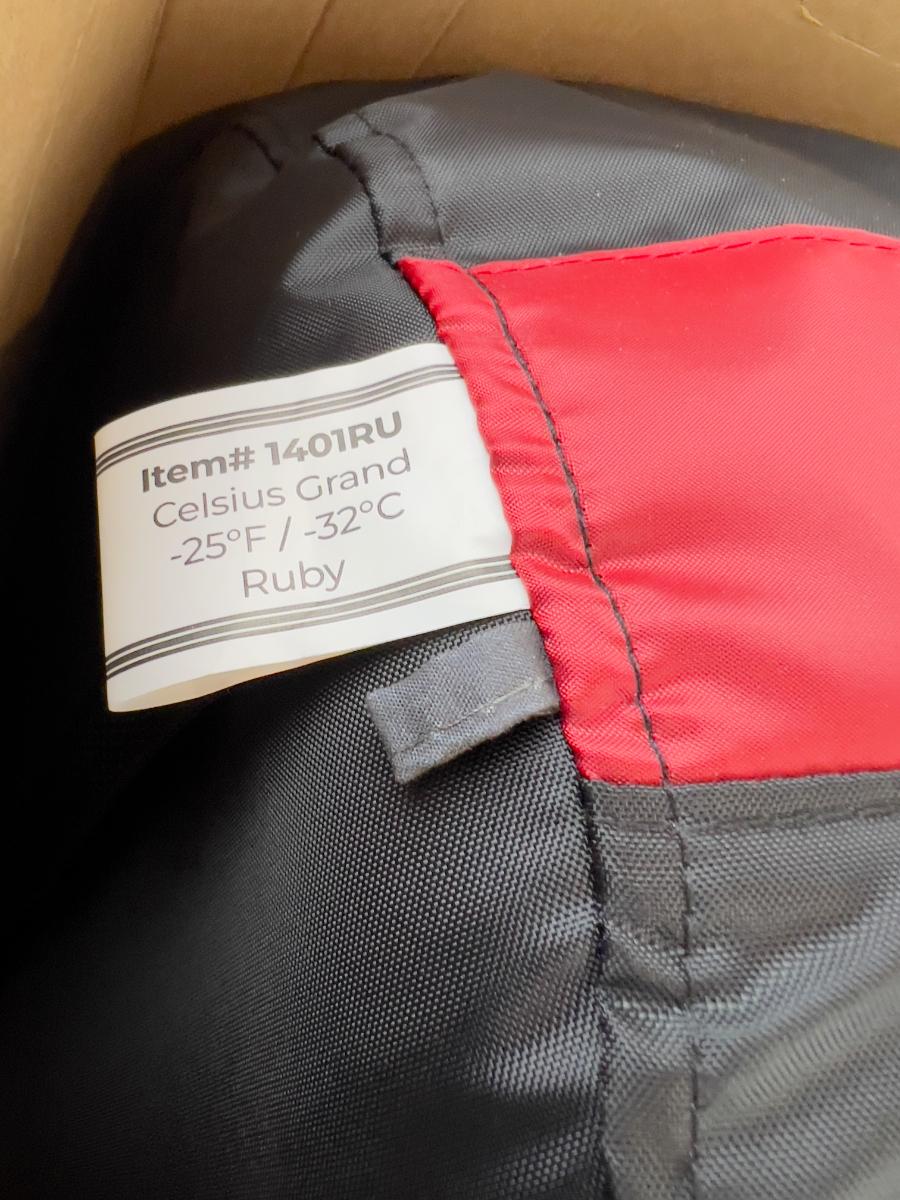 Item# 1401RU
Celsius Grand
-25°F / -32°C
Ruby